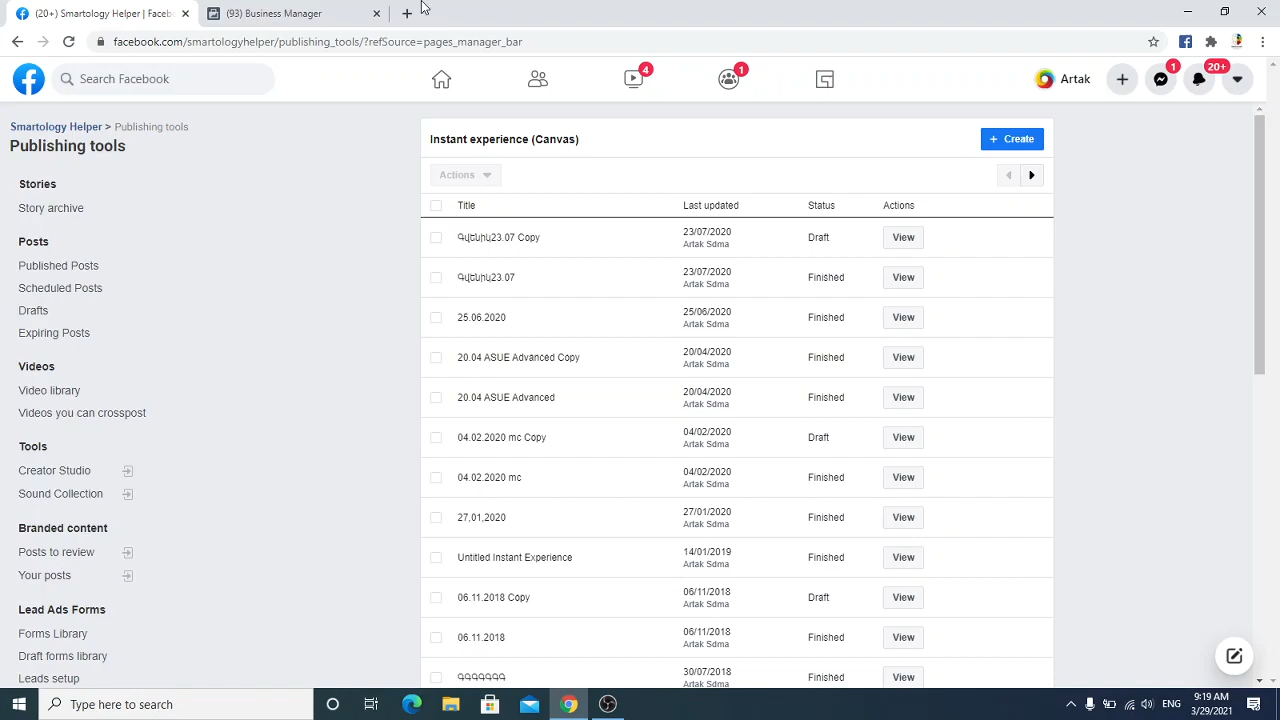 (20+) Smartology Helper | Faceb
(93) Business Manager
facebook.com/smartologyhelper/publishing_tools/?refSource=pages_manager_bar
Search Facebook
4
1
Artak
1
20+
Smartology Helper > Publishing tools
Publishing tools
Stories
Story archive
Posts
Published Posts
Scheduled Posts
Drafts
Expiring Posts
Videos
Video library
Videos you can crosspost
Tools
Creator Studio
Sound Collection
Branded content
Posts to review
Your posts
Lead Ads Forms
Forms Library
Draft forms library
Leads setup
Instant experience (Canvas)
+ Create
Actions
Title Last updated Status Actions
Գվենիկ23.07 Copy 23/07/2020 Artak Sdma Draft View
Գվենիկ23.07 23/07/2020 Artak Sdma Finished View
25.06.2020 25/06/2020 Artak Sdma Finished View
20.04 ASUE Advanced Copy 20/04/2020 Artak Sdma Finished View
20.04 ASUE Advanced 20/04/2020 Artak Sdma Finished View
04.02.2020 mc Copy 04/02/2020 Artak Sdma Draft View
04.02.2020 mc 04/02/2020 Artak Sdma Finished View
27,01,2020 27/01/2020 Artak Sdma Finished View
Untitled Instant Experience 14/01/2019 Artak Sdma Finished View
06.11.2018 Copy 06/11/2018 Artak Sdma Draft View
06.11.2018 06/11/2018 Artak Sdma Finished View
30/07/2018 Artak Sdma Finished View
Type here to search
ENG
9:19 AM
3/29/2021